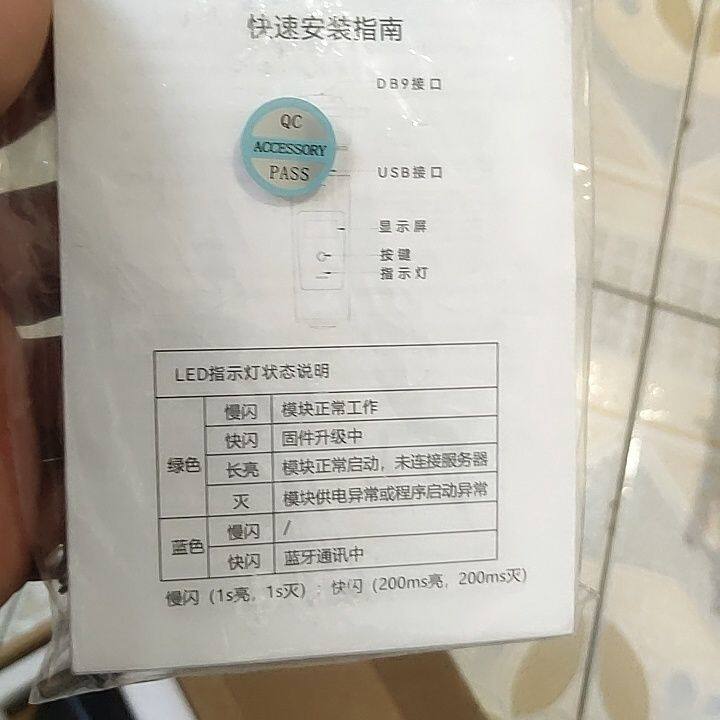 快速安装指南
DB9接口
QC
ACCESSORY
PASS
USB接口
显示屏
按键
指示灯
LED指示灯状态说明
绿色 慢闪 模块正常工作
快闪 固件升级中
长亮 模块正常启动，未连接服务器
灭 模块供电异常或程序启动异常
蓝色 慢闪 /
快闪 蓝牙通讯中
慢闪（1s亮，1s灭）；快闪（200ms亮，200ms灭）